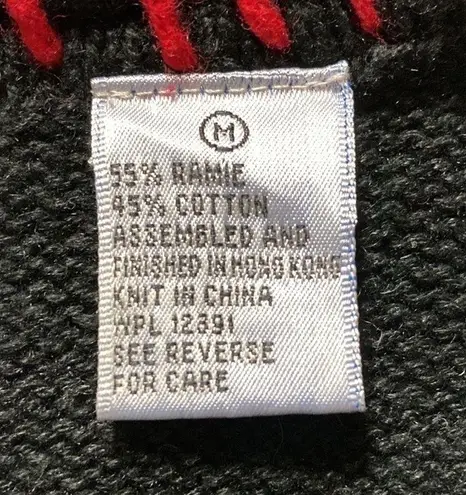 M
55% RAMIE
45% COTTON
ASSEMBLED AND
FINISHED IN HONG KONG
KNIT IN CHINA
WPL 12391
SEE REVERSE
FOR CARE